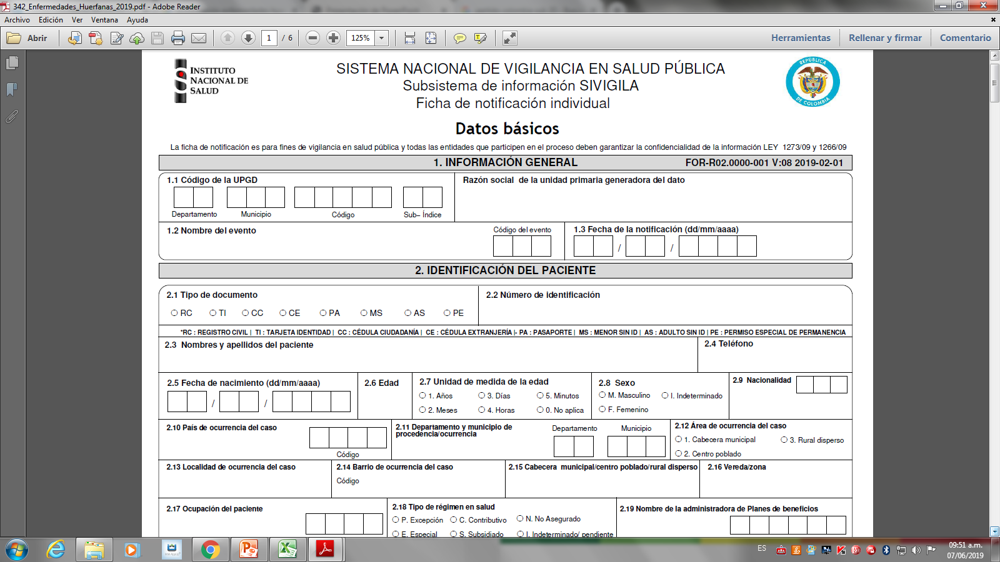 342_Enfermedades_Huerfanas_2019.pdf - Adobe Reader
Archivo Edición Ver Ventana Ayuda
Abrir 1 / 6 125% Herramientas Rellenar y firmar Comentario
INSTITUTO
NACIONAL DE
SALUD
SISTEMA NACIONAL DE VIGILANCIA EN SALUD PÚBLICA
Subsistema de información SIVIGILA
Ficha de notificación individual
REPÚBLICA
DE COLOMBIA
Datos básicos
La ficha de notificación es para fines de vigilancia en salud pública y todas las entidades que participen en el proceso deben garantizar la confidencialidad de la información LEY 1273/09 y 1266/09
1. INFORMACIÓN GENERAL FOR-R02.0000-001 V:08 2019-02-01
1.1 Código de la UPGD Razón social de la unidad primaria generadora del dato
Departamento Municipio Código Sub– Índice
1.2 Nombre del evento Código del evento 1.3 Fecha de la notificación (dd/mm/aaaa)
/ /
2. IDENTIFICACIÓN DEL PACIENTE
2.1 Tipo de documento 2.2 Número de identificación
RC TI CC CE PA MS AS PE
*RC : REGISTRO CIVIL | TI : TARJETA IDENTIDAD | CC : CÉDULA CIUDADANÍA | CE : CÉDULA EXTRANJERÍA |- PA : PASAPORTE | MS : MENOR SIN ID | AS : ADULTO SIN ID | PE : PERMISO ESPECIAL DE PERMANENCIA
2.3 Nombres y apellidos del paciente 2.4 Teléfono
2.5 Fecha de nacimiento (dd/mm/aaaa) 2.6 Edad 2.7 Unidad de medida de la edad 2.8 Sexo 2.9 Nacionalidad
/ / 1. Años 3. Días 5. Minutos M. Masculino I. Indeterminado
2. Meses 4. Horas 0. No aplica F. Femenino
2.10 País de ocurrencia del caso 2.11 Departamento y municipio de procedencia/ocurrencia Departamento Municipio 2.12 Área de ocurrencia del caso
1. Cabecera municipal 3. Rural disperso
Código 2. Centro poblado
2.13 Localidad de ocurrencia del caso 2.14 Barrio de ocurrencia del caso 2.15 Cabecera municipal/centro poblado/rural disperso 2.16 Vereda/zona
Código
2.17 Ocupación del paciente 2.18 Tipo de régimen en salud 2.19 Nombre de la administradora de Planes de beneficios
P. Excepción C. Contributivo N. No Asegurado
E. Especial S. Subsidiado I. Indeterminado/ pendiente
ES 09:51 a.m.
07/06/2019